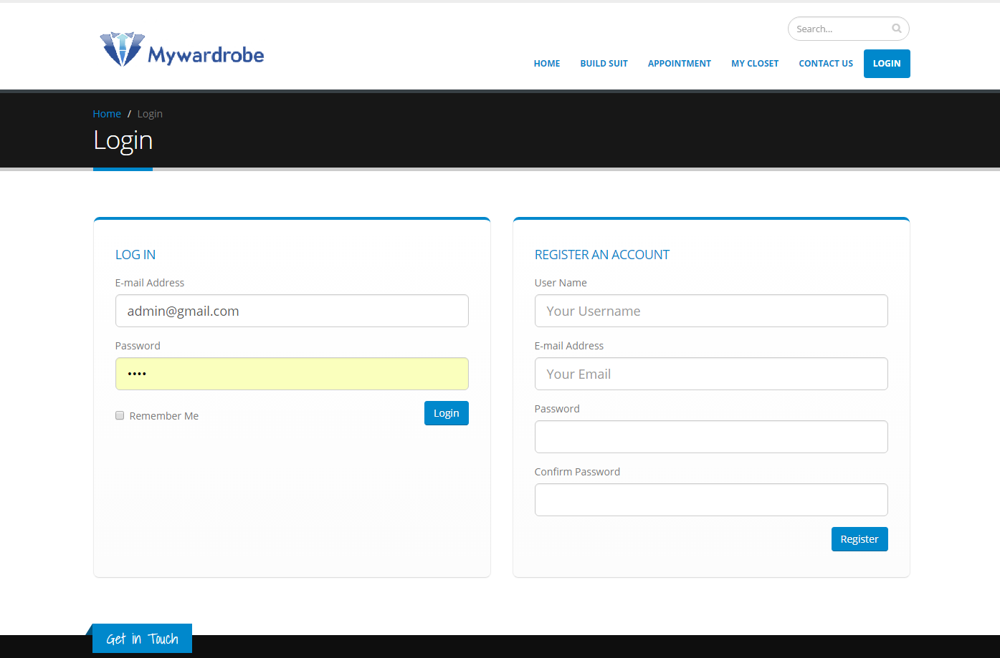 Search...
Mywardrobe
HOME BUILD SUIT APPOINTMENT MY CLOSET CONTACT US LOGIN
Home / Login
Login
LOG IN
E-mail Address
admin@gmail.com
Password
••••
Remember Me
Login
REGISTER AN ACCOUNT
User Name
Your Username
E-mail Address
Your Email
Password
Confirm Password
Register
Get in Touch